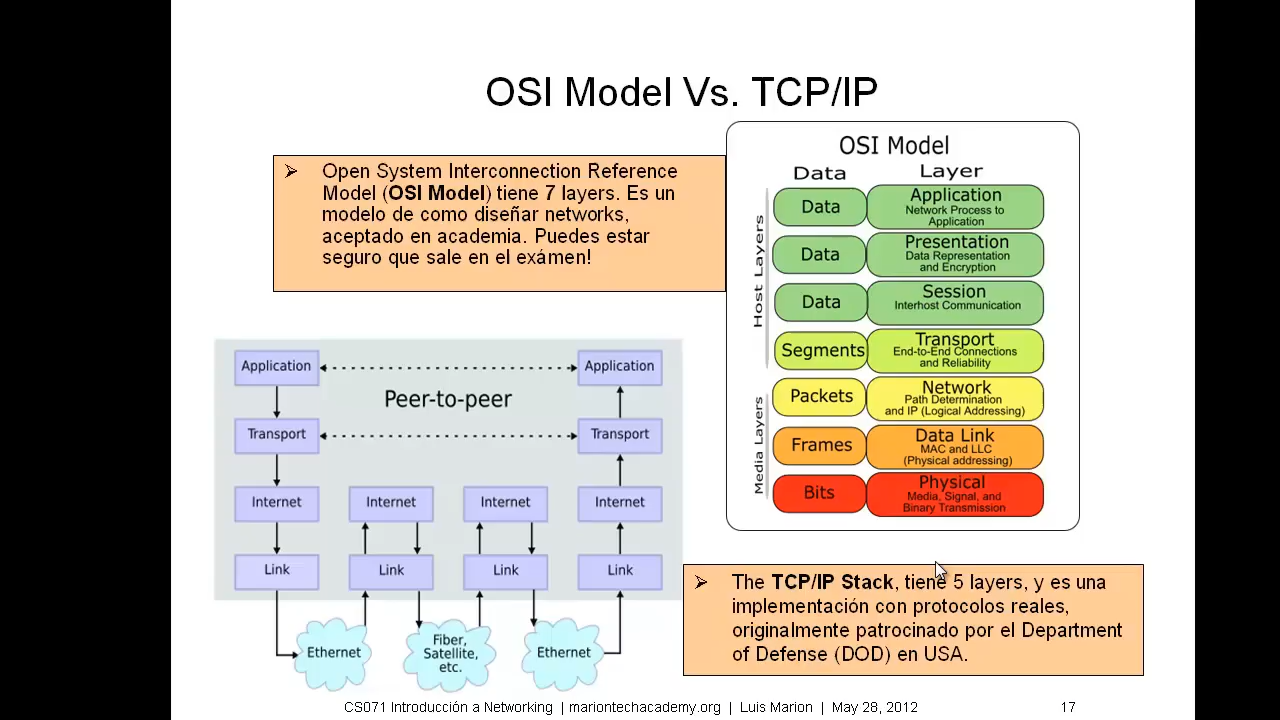 OSI Model Vs. TCP/IP
➢ Open System Interconnection Reference
Model (OSI Model) tiene 7 layers. Es un
modelo de como diseñar networks,
aceptado en academia. Puedes estar
seguro que sale en el exámen!
OSI Model
Data Layer
Host Layers
Data Application
Network Process to
Application
Data Presentation
Data Representation
and Encryption
Data Session
Interhost Communication
Segments Transport
End-to-End Connections
and Reliability
Media Layers
Packets Network
Path Determination
and IP (Logical Addressing)
Frames Data Link
MAC and LLC
(Physical addressing)
Bits Physical
Media, Signal, and
Binary Transmission
Application Application
Peer-to-peer
Transport Transport
Internet Internet Internet Internet
Link Link Link Link
Ethernet
Fiber,
Satellite,
etc.
Ethernet
➢ The TCP/IP Stack, tiene 5 layers, y es una
implementación con protocolos reales,
originalmente patrocinado por el Department
of Defense (DOD) en USA.
CS071 Introducción a Networking | mariontechacademy.org | Luis Marion | May 28, 2012 17